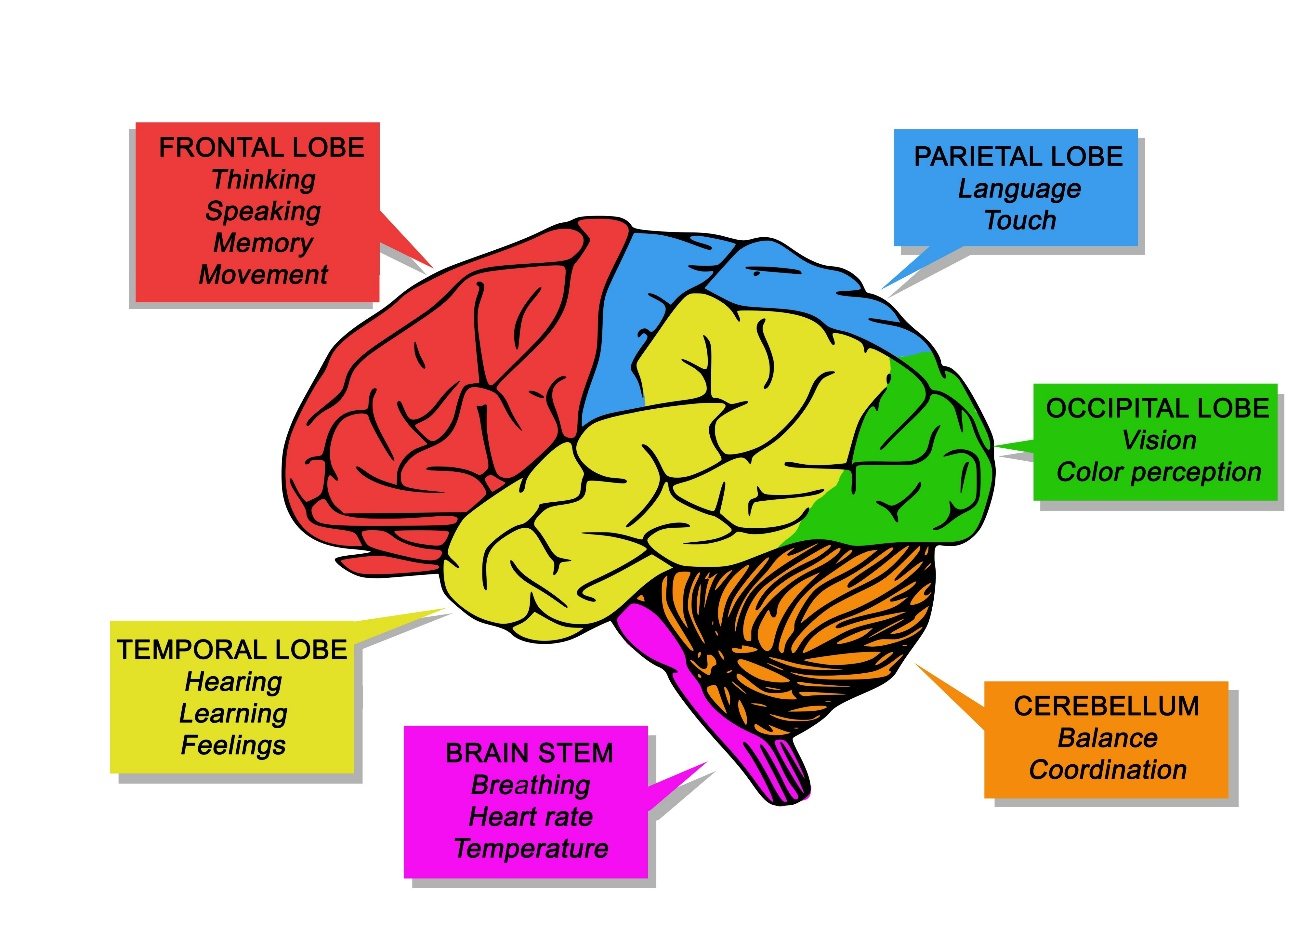 FRONTAL LOBE
Thinking
Speaking
Memory
Movement
PARIETAL LOBE
Language
Touch
OCCIPITAL LOBE
Vision
Color perception
TEMPORAL LOBE
Hearing
Learning
Feelings
BRAIN STEM
Breathing
Heart rate
Temperature
CEREBELLUM
Balance
Coordination